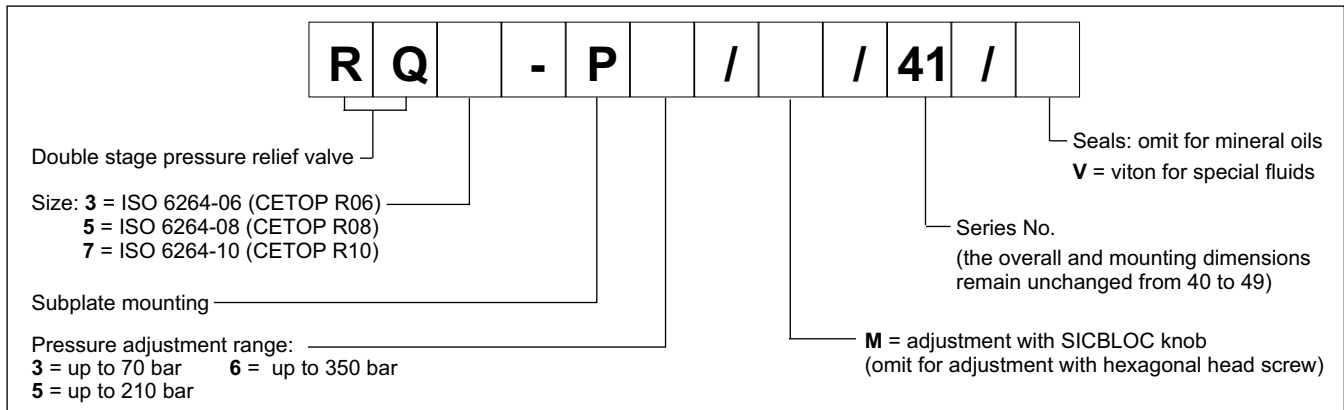 R Q - P / / 41 /
Double stage pressure relief valve
Size: 3 = ISO 6264-06 (CETOP R06)
5 = ISO 6264-08 (CETOP R08)
7 = ISO 6264-10 (CETOP R10)
Subplate mounting
Pressure adjustment range:
3 = up to 70 bar 6 = up to 350 bar
5 = up to 210 bar
Seals: omit for mineral oils
V = viton for special fluids
Series No.
(the overall and mounting dimensions
remain unchanged from 40 to 49)
M = adjustment with SICBLOC knob
(omit for adjustment with hexagonal head screw)